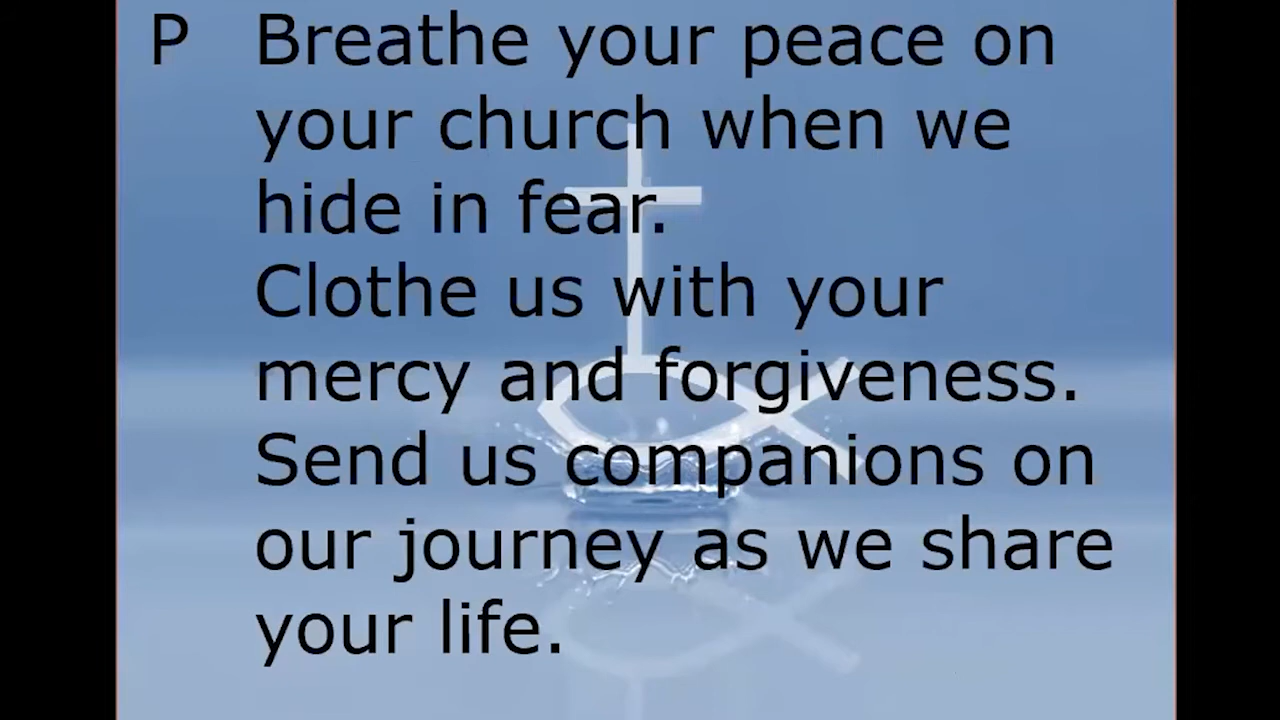 P Breathe your peace on
your church when we
hide in fear.
Clothe us with your
mercy and forgiveness.
Send us companions on
our journey as we share
your life.